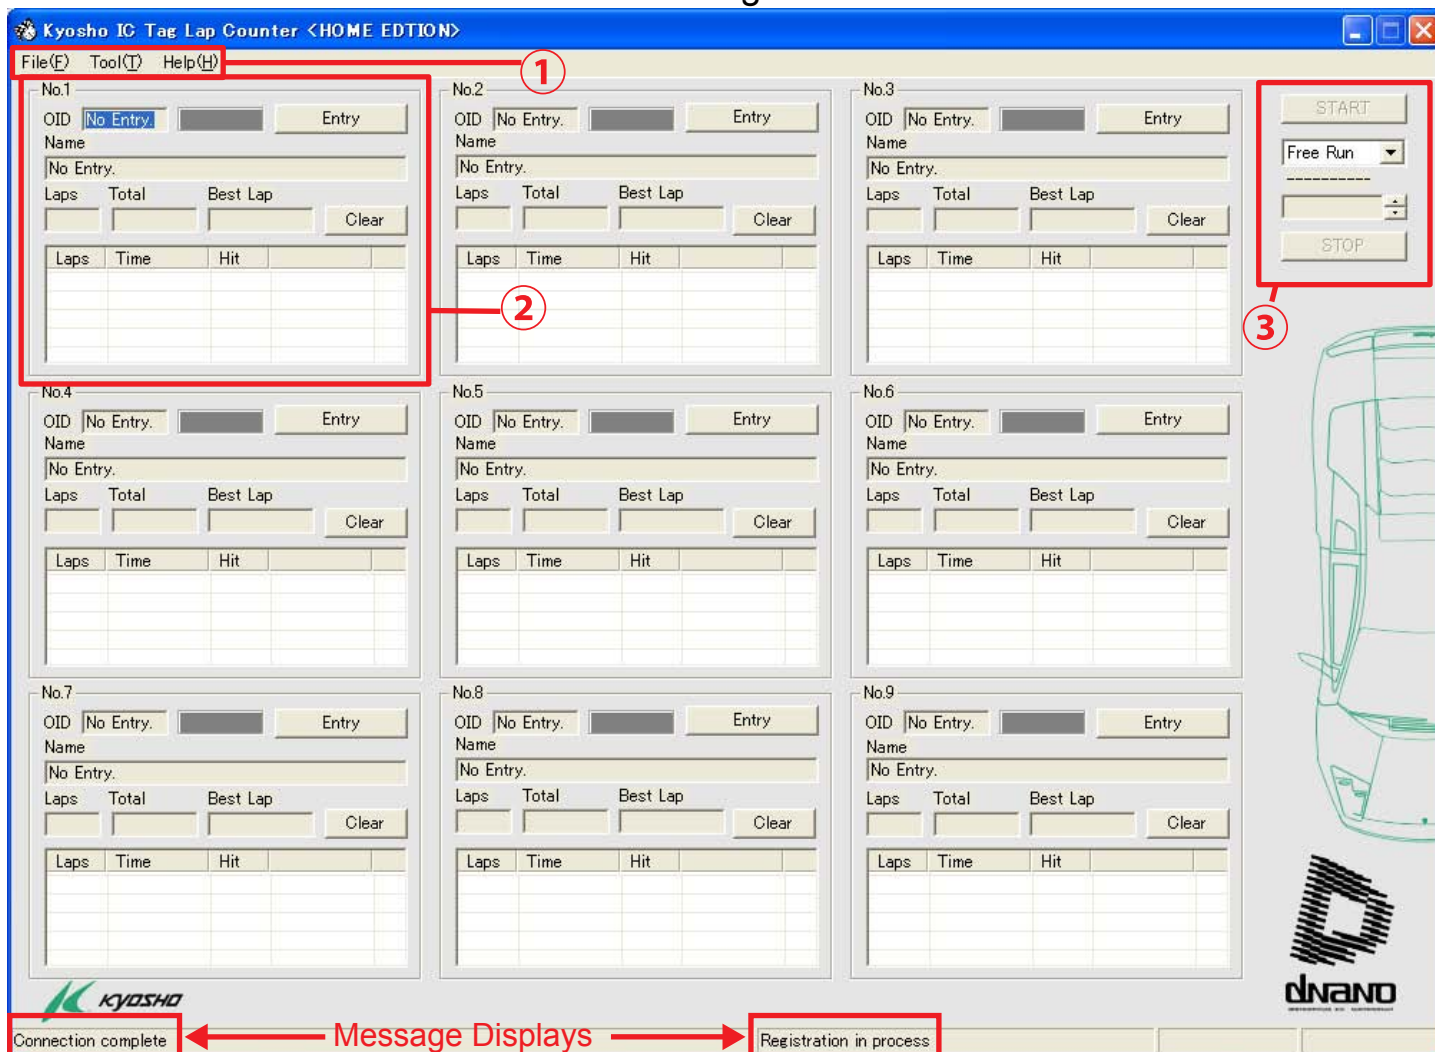 Kyosho IC Tag Lap Counter <HOME EDTION>
File(F) Tool(T) Help(H)
1
No.1 No.2 No.3
OID No Entry. Entry OID No Entry. Entry OID No Entry. Entry START
Name Name Name
No Entry. No Entry. No Entry. Free Run
Laps Total Best Lap Laps Total Best Lap Laps Total Best Lap ----------
Clear Clear Clear
STOP
Laps Time Hit Laps Time Hit Laps Time Hit
2
3
No.4 No.5 No.6
OID No Entry. Entry OID No Entry. Entry OID No Entry. Entry
Name Name Name
No Entry. No Entry. No Entry.
Laps Total Best Lap Laps Total Best Lap Laps Total Best Lap
Clear Clear Clear
Laps Time Hit Laps Time Hit Laps Time Hit
No.7 No.8 No.9
OID No Entry. Entry OID No Entry. Entry OID No Entry. Entry
Name Name Name
No Entry. No Entry. No Entry.
Laps Total Best Lap Laps Total Best Lap Laps Total Best Lap
Clear Clear Clear
Laps Time Hit Laps Time Hit Laps Time Hit
KYOSHO
dNaNO
Connection complete Message Displays Registration in process